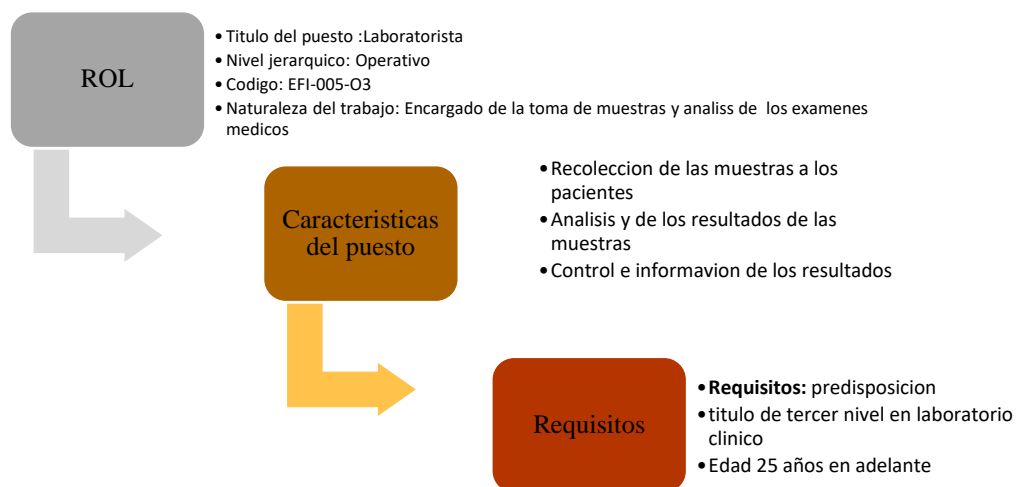 ROL
• Titulo del puesto :Laboratorista
• Nivel jerarquico: Operativo
• Codigo: EFI-005-O3
• Naturaleza del trabajo: Encargado de la toma de muestras y analiss de los examenes
medicos
Caracteristicas
del puesto
• Recoleccion de las muestras a los
pacientes
• Analisis y de los resultados de las
muestras
• Control e informavion de los resultados
Requisitos
• Requisitos: predisposicion
• titulo de tercer nivel en laboratorio
clinico
• Edad 25 años en adelante